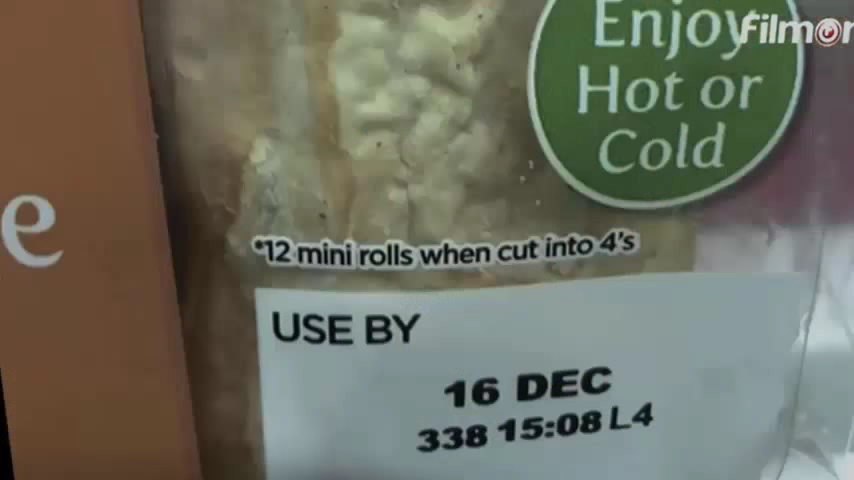 Enjoy
Hot or
Cold
Filmor
e
*12 mini rolls when cut into 4's
USE BY
16 DEC
338 15:08 L4